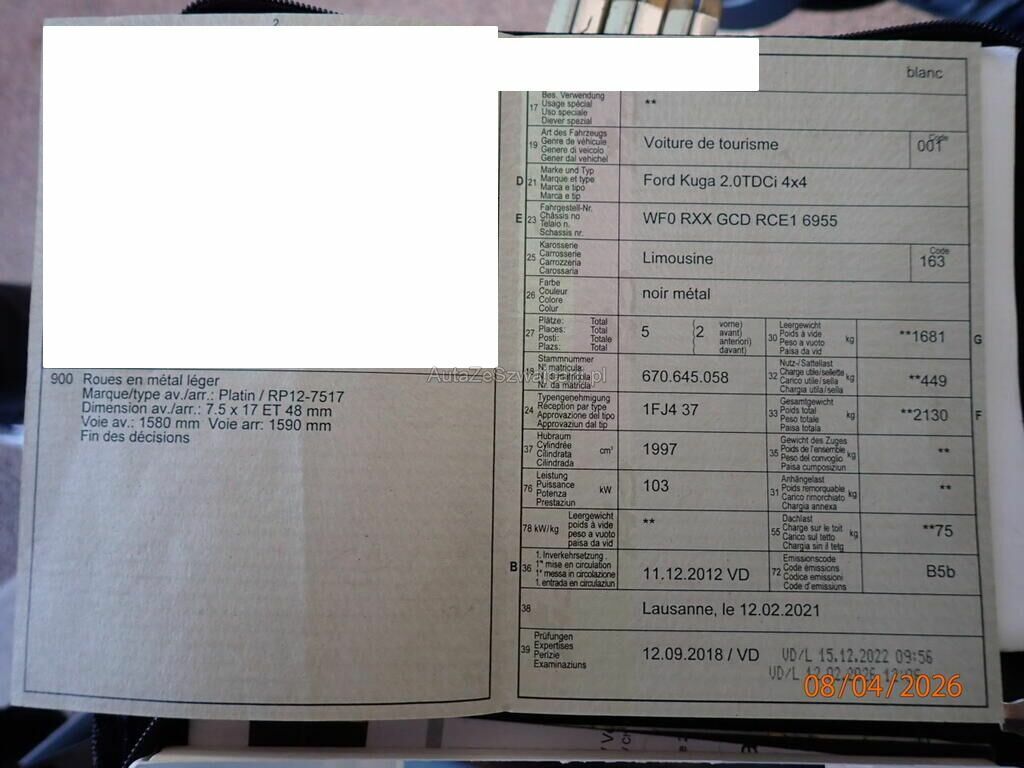 2
blanc
17 Bes. Verwendung
Usage spécial
Uso speciale
Diever spezial
**
19 Art des Fahrzeugs
Genre de véhicule
Genere di veicolo
Gener dal vehichel
Voiture de tourisme
Code
001
D 21 Marke und Typ
Marque et type
Marca e tipo
Marca e tip
Ford Kuga 2.0TDCi 4x4
E 23 Fahrgestell-Nr.
Châssis no
Telaio n.
Schassis nr.
WF0 RXX GCD RCE1 6955
25 Karosserie
Carrosserie
Carrozzeria
Carossaria
Limousine
Code
163
26 Farbe
Couleur
Colore
Colur
noir métal
27 Plätze: Total
Places: Total
Posti: Totale
Plazs: Total
5 (2 vorne)
avant)
anteriori)
davant)
30 Leergewicht
Poids à vide
Peso a vuoto
Paisa da vid
kg
**1681 G
18 Stammnummer
N° matricule
N. matricola
Nr. da matricla
670.645.058
32 Nutz-/Sattellast
Charge utile/sellette
Carico utile/sella
Chargia utila/sella
kg
**449
AutaZeSzwajcarii.pl
24 Typengenehmigung
Réception par type
Approvazione del tipo
Approvaziun dal tip
1FJ4 37
33 Gesamtgewicht
Poids total
Peso totale
Paisa totala
kg
**2130 F
37 Hubraum
Cylindrée
Cilindrata
Cilindrada
cm³
1997
35 Gewicht des Zuges
Poids de l'ensemble
Peso del convoglio
Paisa cumposiziun
kg
**
76 Leistung
Puissance
Potenza
Prestaziun
kW
103
31 Anhängelast
Poids remorquable
Carico rimorchiato
Chargia annexa
kg
**
78 kW/kg Leergewicht
poids à vide
peso a vuoto
paisa da vid
**
55 Dachlast
Charge sur le toit
Carico sul tetto
Chargia sin il tetg
kg
**75
B 36 1. Inverkehrsetzung
1re mise en circulation
1a messa in circolazione
1. entrada en circulaziun
11.12.2012 VD
72 Emissionscode
Code émissions
Codice emissioni
Code d'emissiuns
B5b
38
Lausanne, le 12.02.2021
39 Prüfungen
Expertises
Perizie
Examinaziuns
12.09.2018 / VD
VD/L 15.12.2022 09:56
VD/L
08/04/2026
900 Roues en métal léger
Marque/type av./arr.: Platin / RP12-7517
Dimension av./arr.: 7.5 x 17 ET 48 mm
Voie av.: 1580 mm Voie arr: 1590 mm
Fin des décisions